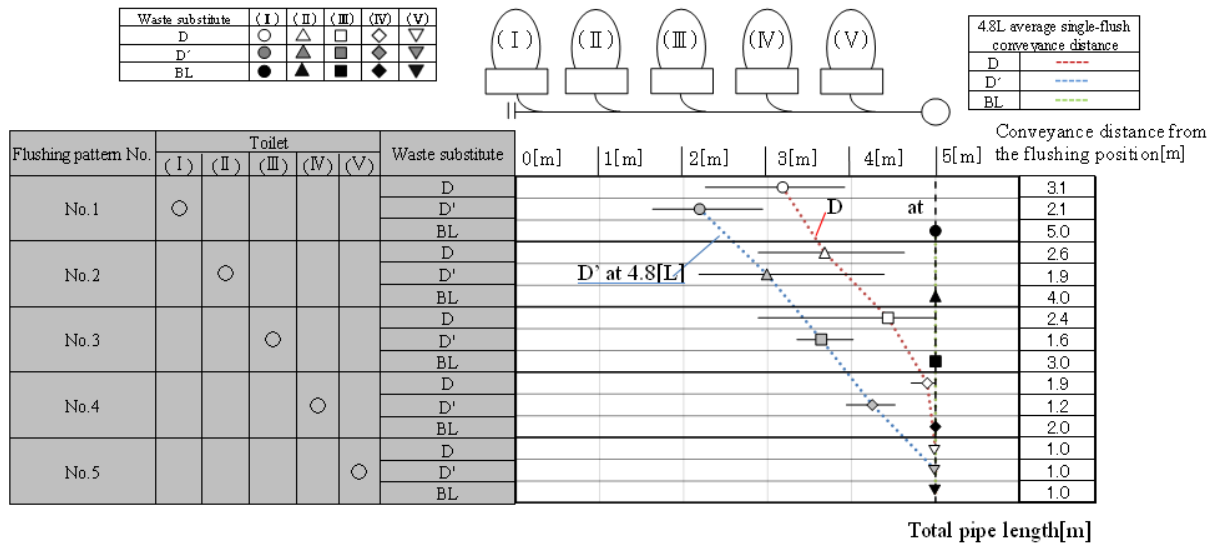 Waste substitute (Ⅰ) (Ⅱ) (Ⅲ) (Ⅳ) (Ⅴ)
D
D´
BL
(Ⅰ) (Ⅱ) (Ⅲ) (Ⅳ) (Ⅴ)
4.8L average single-flush
conveyance distance
D
D´
BL
Conveyance distance from
the flushing position[m]
Flushing pattern No. Toilet Waste substitute 0[m] 1[m] 2[m] 3[m] 4[m] 5[m]
(Ⅰ) (Ⅱ) (Ⅲ) (Ⅳ) (Ⅴ)
No.1 D 3.1
D' 2.1
BL 5.0
D at
No.2 D 2.6
D' 1.9
BL 4.0
D' at 4.8[L]
No.3 D 2.4
D' 1.6
BL 3.0
No.4 D 1.9
D' 1.2
BL 2.0
No.5 D 1.0
D' 1.0
BL 1.0
Total pipe length[m]